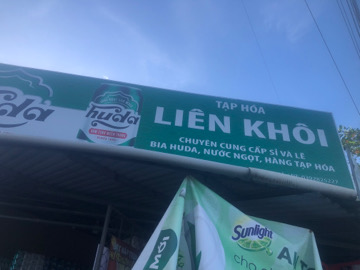 TẠP HÓA
LIÊN KHÔI
CHUYÊN CUNG CẤP SỈ VÀ LẺ
BIA HUDA, NƯỚC NGỌT, HÀNG TẠP HÓA
huda
huda
Sunlight